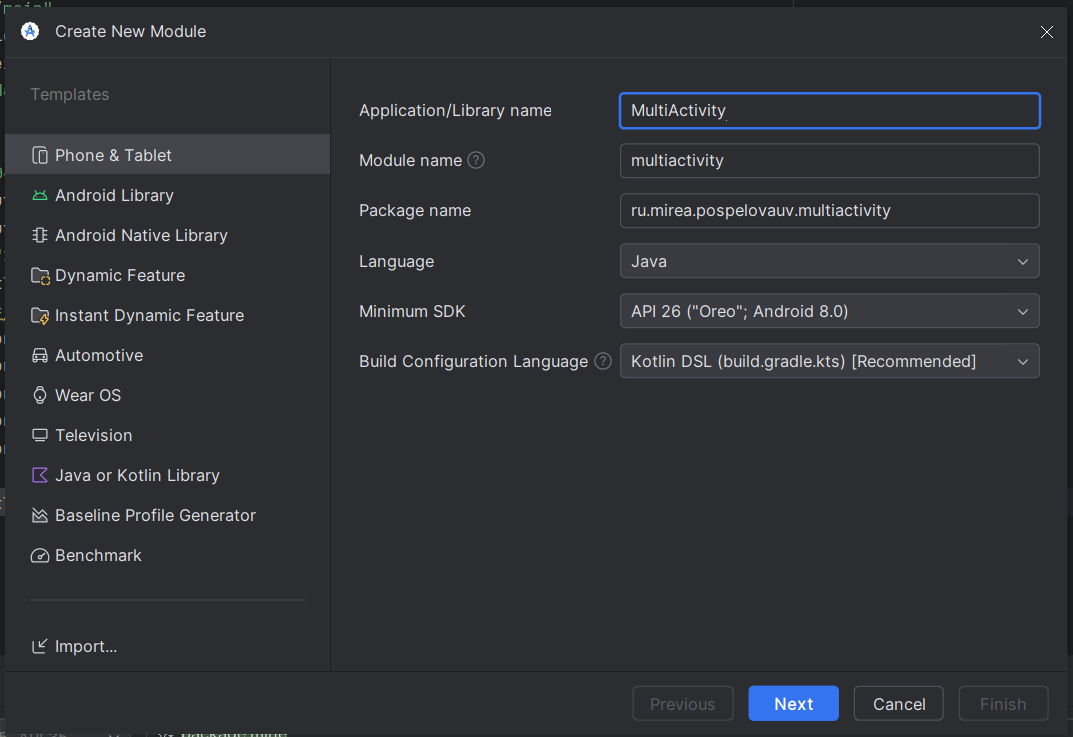 Create New Module
Templates
Phone & Tablet
Android Library
Android Native Library
Dynamic Feature
Instant Dynamic Feature
Automotive
Wear OS
Television
Java or Kotlin Library
Baseline Profile Generator
Benchmark
Import...
Application/Library name
MultiActivity
Module name
multiactivity
Package name
ru.mirea.pospelovauv.multiactivity
Language
Java
Minimum SDK
API 26 ("Oreo"; Android 8.0)
Build Configuration Language
Kotlin DSL (build.gradle.kts) [Recommended]
Previous
Next
Cancel
Finish